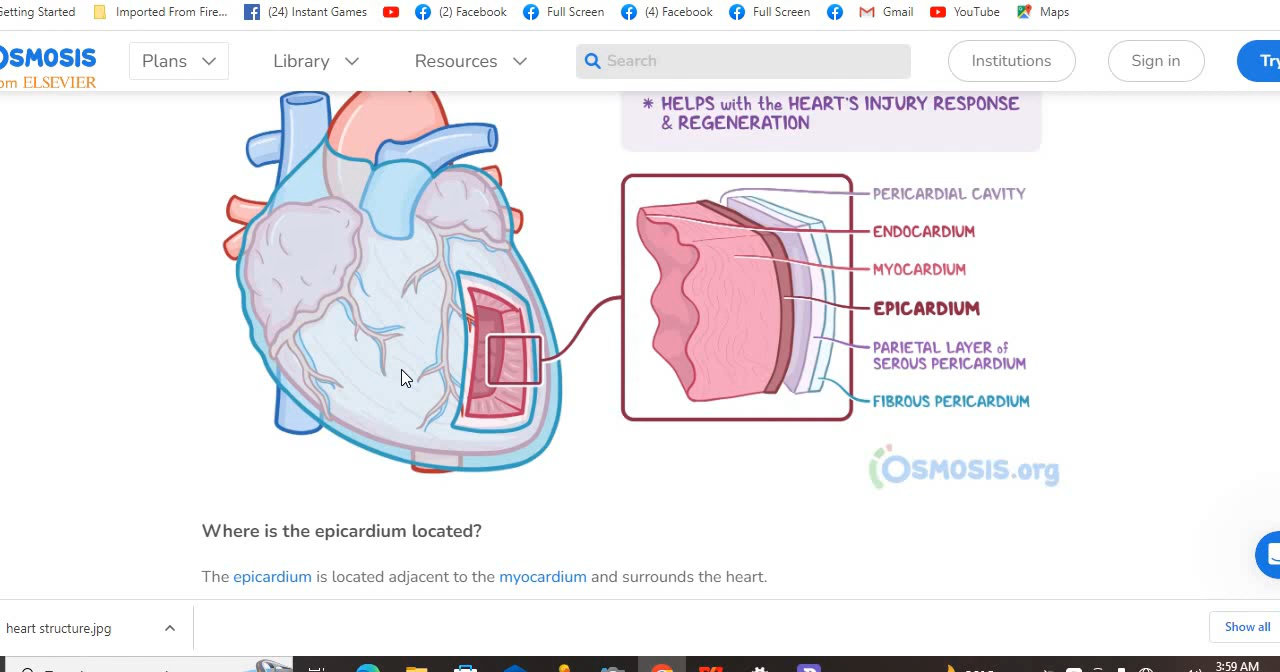 Getting Started
Imported From Fire...
(24) Instant Games
(2) Facebook
Full Screen
(4) Facebook
Full Screen
Gmail
YouTube
Maps
OSMOSIS
om ELSEVIER
Plans
Library
Resources
Search
Institutions
Sign in
Try
* HELPS with the HEART'S INJURY RESPONSE
& REGENERATION
PERICARDIAL CAVITY
ENDOCARDIUM
MYOCARDIUM
EPICARDIUM
PARIETAL LAYER of
SEROUS PERICARDIUM
FIBROUS PERICARDIUM
OSMOSIS.org
Where is the epicardium located?
The epicardium is located adjacent to the myocardium and surrounds the heart.
heart structure.jpg
Show all
3:59 AM